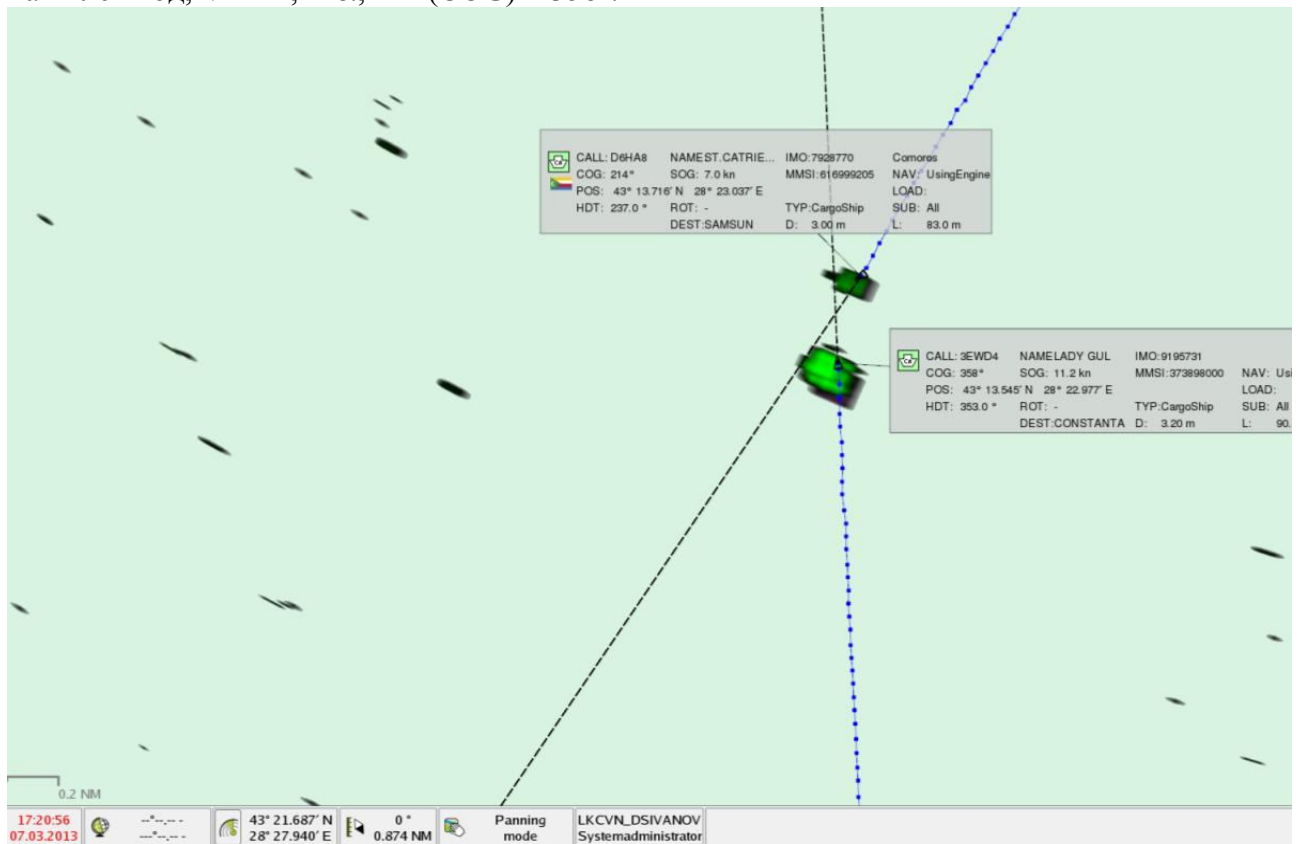 CALL: D6HA8 NAMEST.CATRIE... IMO:7928770 Comoros
COG: 214° SOG: 7.0 kn MMSI:616999205 NAV: UsingEngine
POS: 43° 13.716′ N 28° 23.037′ E LOAD:
HDT: 237.0 ° ROT: - TYP:CargoShip SUB: All
DEST:SAMSUN D: 3.00 m L: 83.0 m
CALL: 3EWD4 NAMELADY GUL IMO:9195731
COG: 358° SOG: 11.2 kn MMSI:373898000 NAV: Usi
POS: 43° 13.545′ N 28° 22.977′ E LOAD:
HDT: 353.0 ° ROT: - TYP:CargoShip SUB: All
DEST:CONSTANTA D: 3.20 m L: 90.
0.2 NM
17:20:56 --°--,-- - 43° 21.687′ N 0 ° Panning LKCVN_DSIVANOV
07.03.2013 ---°--,-- - 28° 27.940′ E 0.874 NM mode Systemadministrator